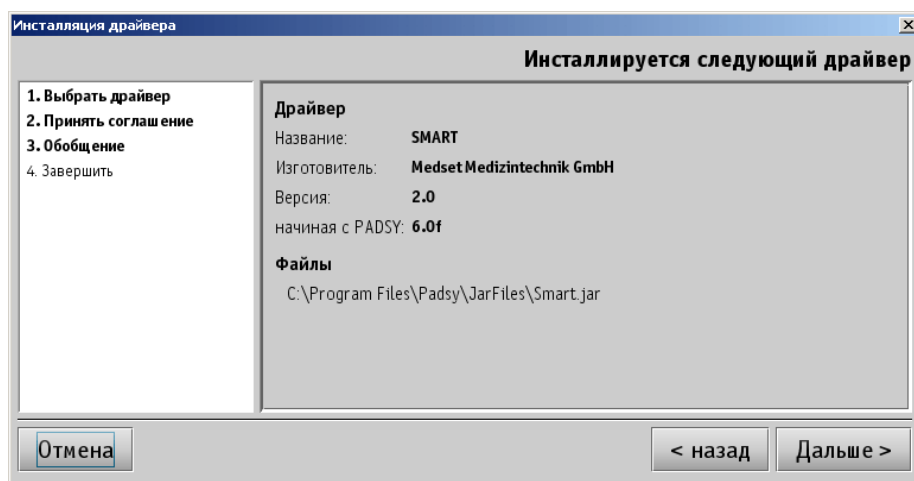 Инсталляция драйвера
Инсталлируется следующий драйвер
1. Выбрать драйвер
2. Принять соглашение
3. Обобщение
4. Завершить
Драйвер
Название: SMART
Изготовитель: Medset Medizintechnik GmbH
Версия: 2.0
начиная с PADSY: 6.0f
Файлы
C:\Program Files\Padsy\JarFiles\Smart.jar
Отмена
< назад
Дальше >